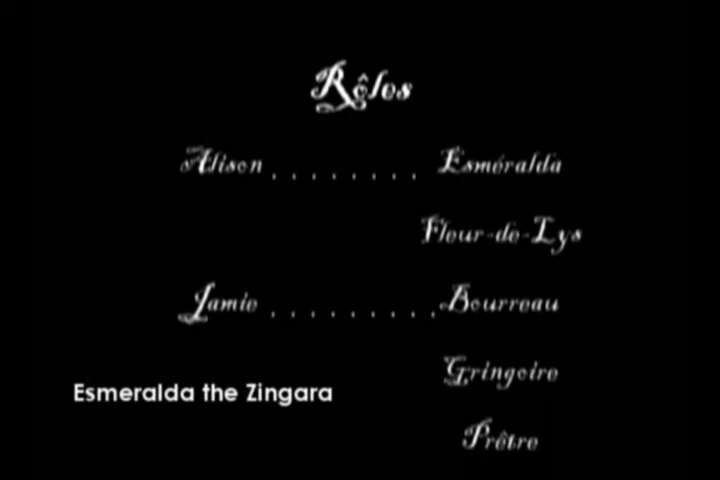 Rôles
Alison . . . . . . . . Esméralda
Fleur-de-Lys
Jamie . . . . . . . . . Bourreau
Gringoire
Esmeralda the Zingara
Prêtre